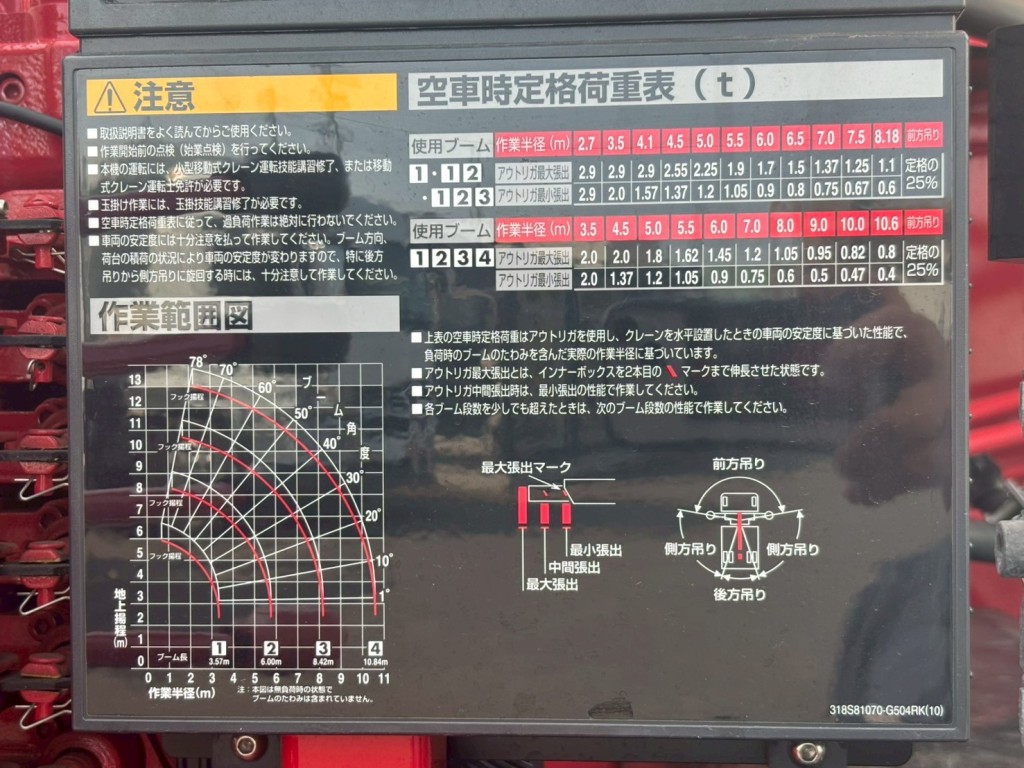 注意
■取扱説明書をよく読んでからご使用ください。
■作業開始前の点検（始業点検）を行ってください。
■本機の運転には、小型移動式クレーン運転技能講習修了、または移動
式クレーン運転士免許が必要です。
■玉掛け作業には、玉掛技能講習修了が必要です。
■空車時定格荷重表に従って、過負荷作業は絶対に行わないでください。
■車両の安定度には十分注意を払って作業してください。ブーム方向、
荷台の積荷の状況により車両の安定度が変わりますので、特に後方
吊りから側方吊りに旋回する時には、十分注意して作業してください。
空車時定格荷重表（t）
使用ブーム 作業半径（m） 2.7 3.5 4.1 4.5 5.0 5.5 6.0 6.5 7.0 7.5 8.18 前方吊り
1・12 アウトリガ最大張出 2.9 2.9 2.9 2.55 2.25 1.9 1.7 1.5 1.37 1.25 1.1 定格の
・123 アウトリガ最小張出 2.9 2.0 1.57 1.37 1.2 1.05 0.9 0.8 0.75 0.67 0.6 25%
使用ブーム 作業半径（m） 3.5 4.5 5.0 5.5 6.0 7.0 8.0 9.0 10.0 10.6 前方吊り
1234 アウトリガ最大張出 2.0 2.0 1.8 1.62 1.45 1.2 1.05 0.95 0.82 0.8 定格の
アウトリガ最小張出 2.0 1.37 1.2 1.05 0.9 0.75 0.6 0.5 0.47 0.4 25%
■上表の空車時定格荷重はアウトリガを使用し、クレーンを水平設置したときの車両の安定度に基づいた性能で、
負荷時のブームのたわみを含んだ実際の作業半径に基づいています。
■アウトリガ最大張出とは、インナーボックスを2本目の マークまで伸長させた状態です。
■アウトリガ中間張出時は、最小張出の性能で作業してください。
■各ブーム段数を少しでも超えたときは、次のブーム段数の性能で作業してください。
作業範囲図
78°
70°
60°
50°
40°
30°
20°
10°
1°
ブーム角度
フック揚程
フック揚程
フック揚程
フック揚程
13
12
11
10
9
8
7
6
5
4
3
2
1
0
地上揚程(m)
ブーム長
1 2 3 4
3.57m 6.00m 8.42m 10.84m
0 1 2 3 4 5 6 7 8 9 10 11
作業半径(m)
注：本図は無負荷時の状態で
ブームのたわみは含まれていません。
最大張出マーク
最小張出
中間張出
最大張出
前方吊り
側方吊り
側方吊り
後方吊り
318S81070-G504RK(10)